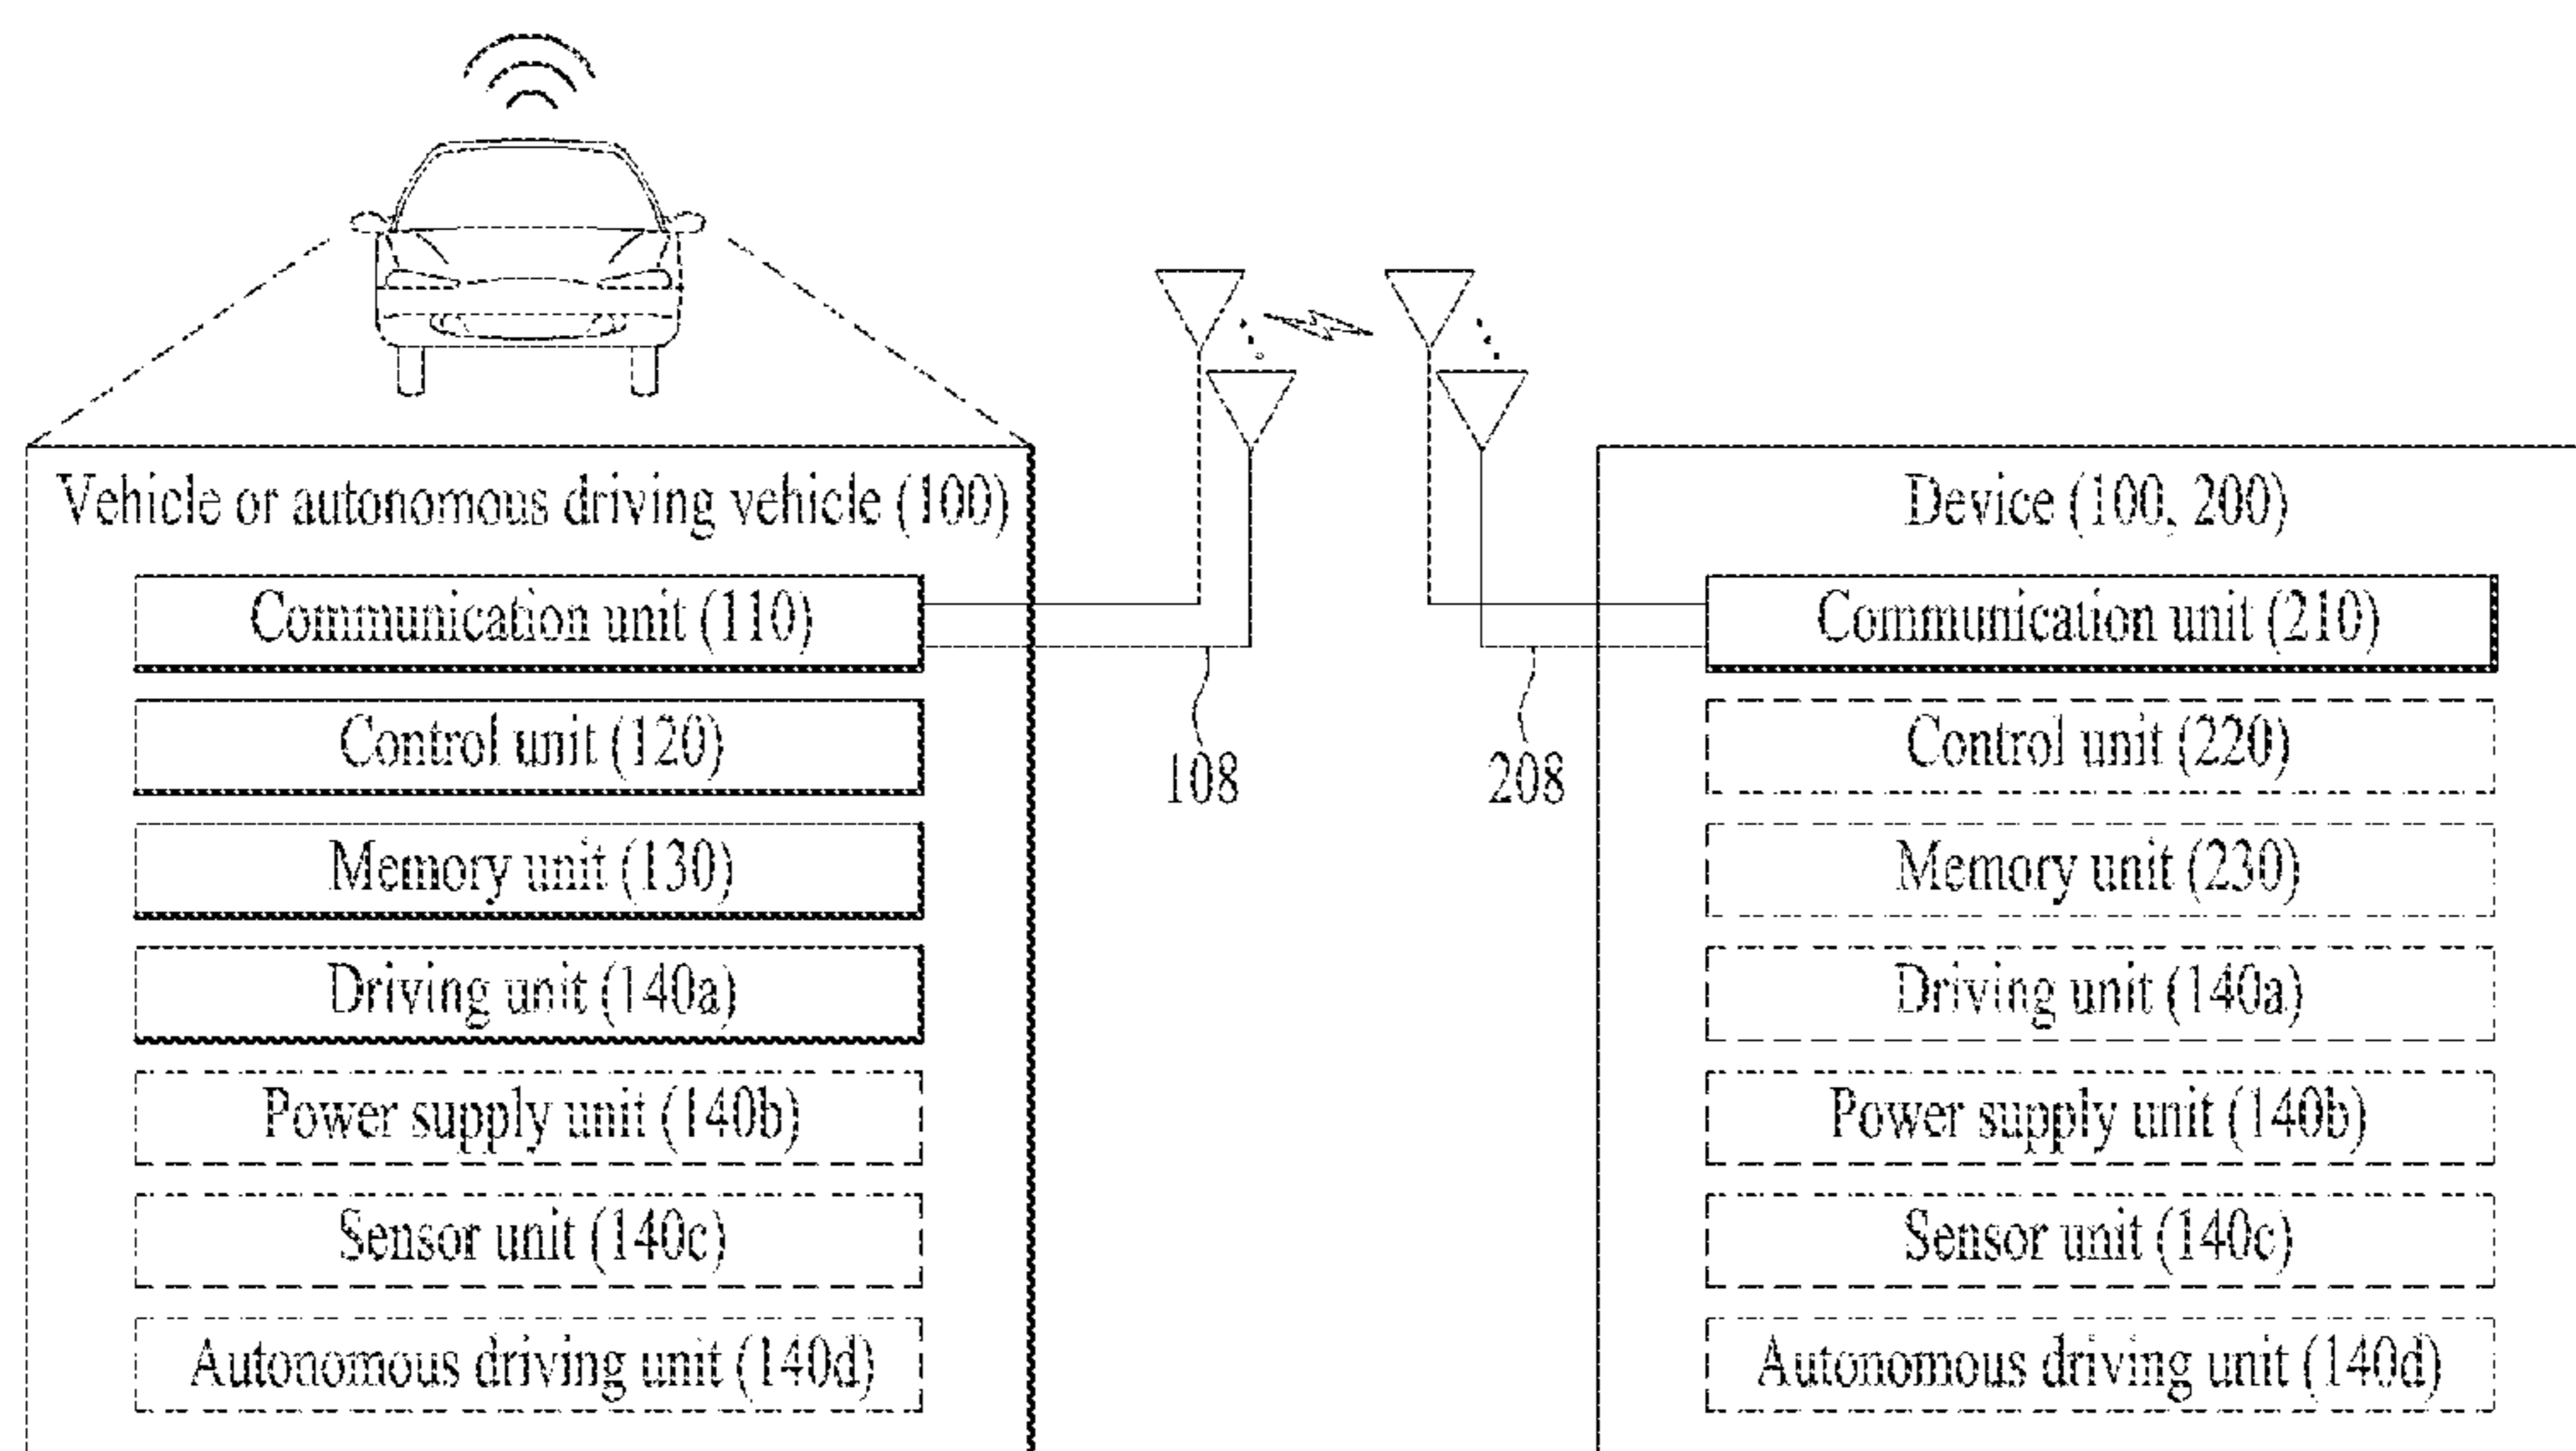 Vehicle or autonomous driving vehicle (100)
Communication unit (110)
Control unit (120)
Memory unit (130)
Driving unit (140a)
Power supply unit (140b)
Sensor unit (140c)
Autonomous driving unit (140d)
108
208
Device (100, 200)
Communication unit (210)
Control unit (220)
Memory unit (230)
Driving unit (140a)
Power supply unit (140b)
Sensor unit (140c)
Autonomous driving unit (140d)